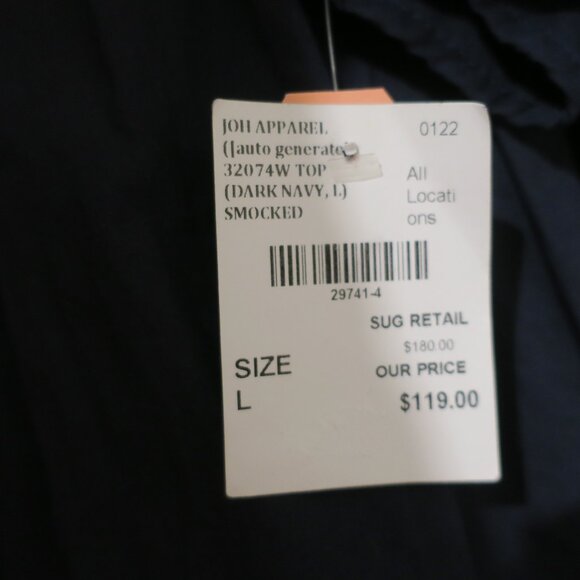 JOH APPAREL
0122
([auto generate
32074W TOP
(DARK NAVY, L)
SMOCKED
All
Locati
ons
29741-4
SUG RETAIL
$180.00
SIZE
OUR PRICE
L
$119.00